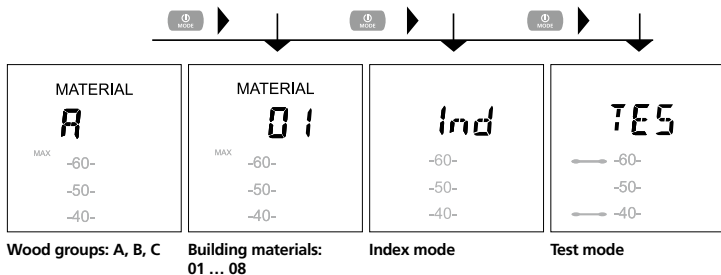 MODE MODE MODE
MATERIAL
A
MAX
-60-
-50-
-40-
Wood groups: A, B, C
MATERIAL
01
MAX
-60-
-50-
-40-
Building materials:
01 ... 08
Ind
-60-
-50-
-40-
Index mode
TES
-60-
-50-
-40-
Test mode